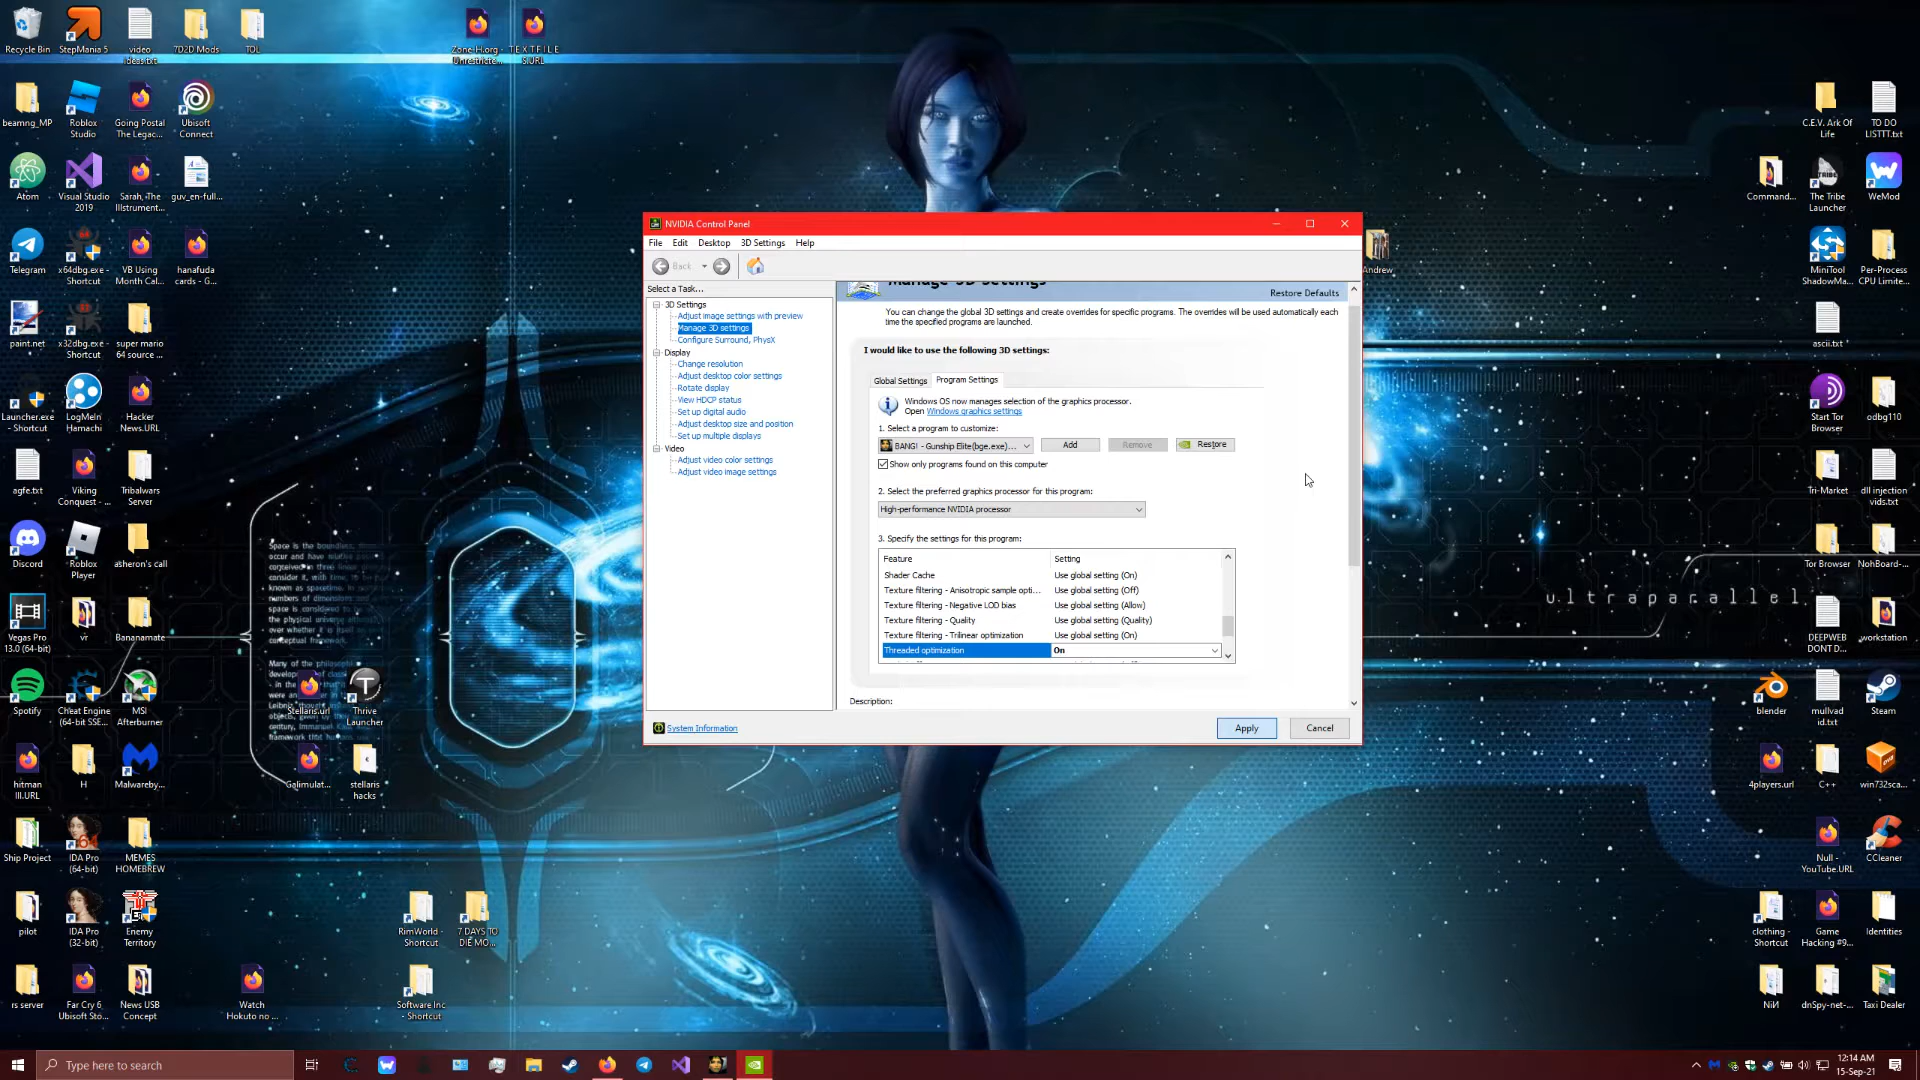 Recycle Bin
StepMania 5
video
ideas.txt
7D2D Mods
TOL
Zone-H.org -
Unrestricte...
T E X T F I L E
S.URL
beamng_MP
Roblox
Studio
Going Postal
The Legac...
Ubisoft
Connect
Atom
Visual Studio
2019
Sarah, The
Illstrument...
guv_en-full...
Telegram
x64dbg.exe -
Shortcut
VB Using
Month Cal...
hanafuda
cards - G...
paint.net
x32dbg.exe -
Shortcut
super mario
64 source ...
Launcher.exe
- Shortcut
LogMeIn
Hamachi
Hacker
News.URL
agfe.txt
Viking
Conquest - ...
Tribalwars
Server
Discord
Roblox
Player
asheron's call
Vegas Pro
13.0 (64-bit)
vr
Bananamate
Spotify
Cheat Engine
(64-bit SSE...
MSI
Afterburner
Stellaris.url
Thrive
Launcher
hitman
III.URL
H
Malwareby...
Galimulat...
stellaris
hacks
Ship Project
IDA Pro
(64-bit)
MEMES
HOMEBREW
pilot
IDA Pro
(32-bit)
Enemy
Territory
RimWorld -
Shortcut
7 DAYS TO
DIE MO...
rs server
Far Cry 6
Ubisoft Sto...
News USB
Concept
Watch
Hokuto no ...
Software Inc
- Shortcut
NVIDIA Control Panel
File Edit Desktop 3D Settings Help
Back
Select a Task...
3D Settings
Adjust image settings with preview
Manage 3D settings
Configure Surround, PhysX
Display
Change resolution
Adjust desktop color settings
Rotate display
View HDCP status
Set up digital audio
Adjust desktop size and position
Set up multiple displays
Video
Adjust video color settings
Adjust video image settings
System Information
Manage 3D Settings
Restore Defaults
You can change the global 3D settings and create overrides for specific programs. The overrides will be used automatically each
time the specified programs are launched.
I would like to use the following 3D settings:
Global Settings Program Settings
Windows OS now manages selection of the graphics processor.
Open Windows graphics settings
1. Select a program to customize:
BANG! - Gunship Elite(bge.exe)... Add Remove Restore
Show only programs found on this computer
2. Select the preferred graphics processor for this program:
High-performance NVIDIA processor
3. Specify the settings for this program:
Feature Setting
Shader Cache Use global setting (On)
Texture filtering - Anisotropic sample opti... Use global setting (Off)
Texture filtering - Negative LOD bias Use global setting (Allow)
Texture filtering - Quality Use global setting (Quality)
Texture filtering - Trilinear optimization Use global setting (On)
Threaded optimization On
Description:
Apply Cancel
Andrew
C.E.V. Ark Of
Life
TO DO
LISTTT.txt
Command...
The Tribe
Launcher
WeMod
MiniTool
ShadowMa...
Per-Process
CPU Limite...
ascii.txt
Start Tor
Browser
odbg110
Tri-Market
dll injection
vids.txt
Tor Browser
NohBoard-...
ultraparallel.
DEEPWEB
DONT D...
workstation
blender
mullvad
id.txt
Steam
4players.url
C++
win732sca...
Null -
YouTube.URL
CCleaner
clothing -
Shortcut
Game
Hacking #9...
Identities
NiN
dnSpy-net-...
Taxi Dealer
Type here to search
12:14 AM
15-Sep-21